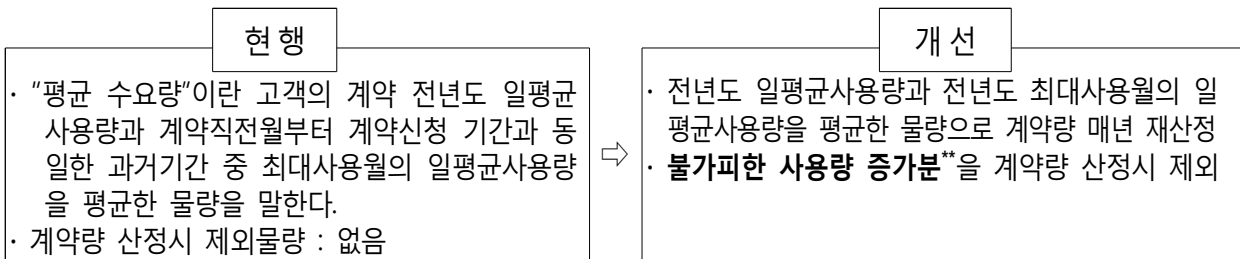 현행
· "평균 수요량"이란 고객의 계약 전년도 일평균
사용량과 계약직전월부터 계약신청 기간과 동
일한 과거기간 중 최대사용월의 일평균사용량
을 평균한 물량을 말한다.
· 계약량 산정시 제외물량 : 없음
⇨
개선
· 전년도 일평균사용량과 전년도 최대사용월의 일
평균사용량을 평균한 물량으로 계약량 매년 재산정
· 불가피한 사용량 증가분**을 계약량 산정시 제외